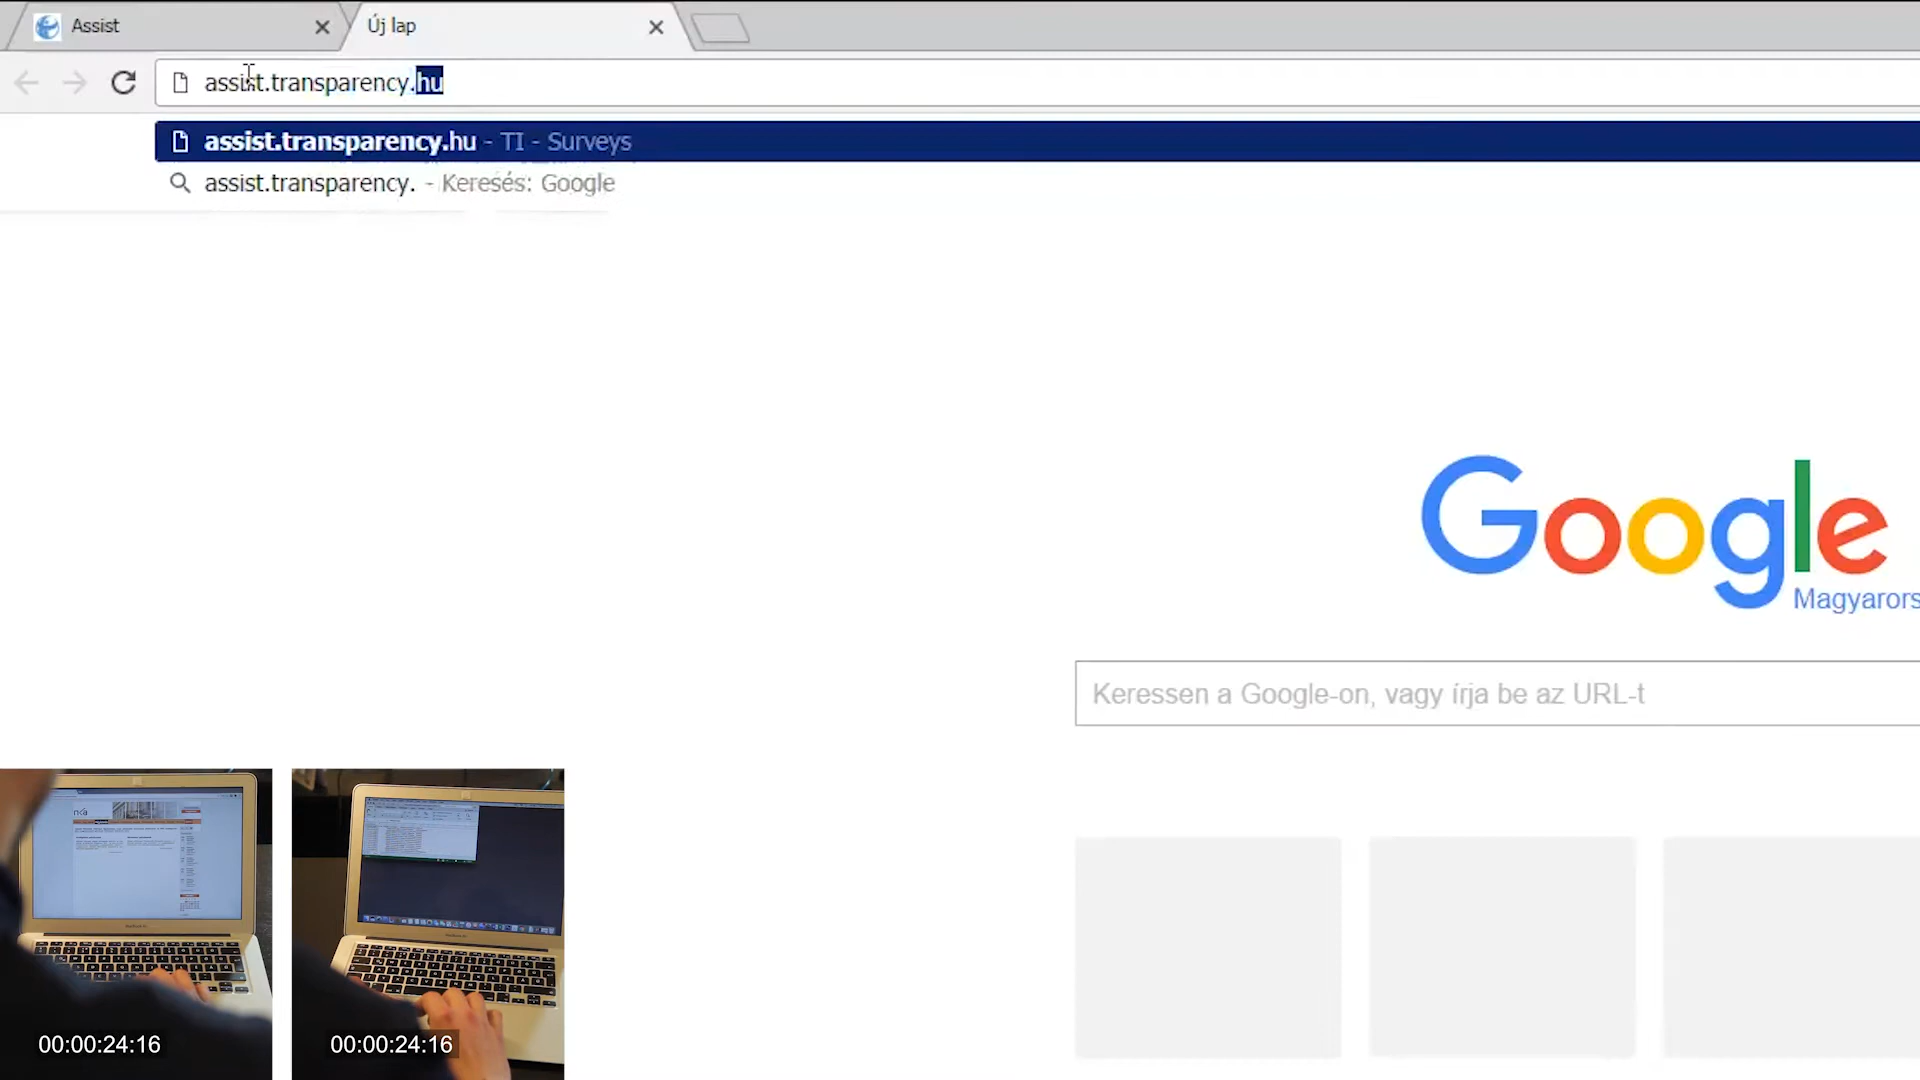 Assist
Új lap
assist.transparency.hu
assist.transparency.hu - TI - Surveys
assist.transparency. - Keresés: Google
Google
Magyarors
Keressen a Google-on, vagy írja be az URL-t
00:00:24:16
00:00:24:16